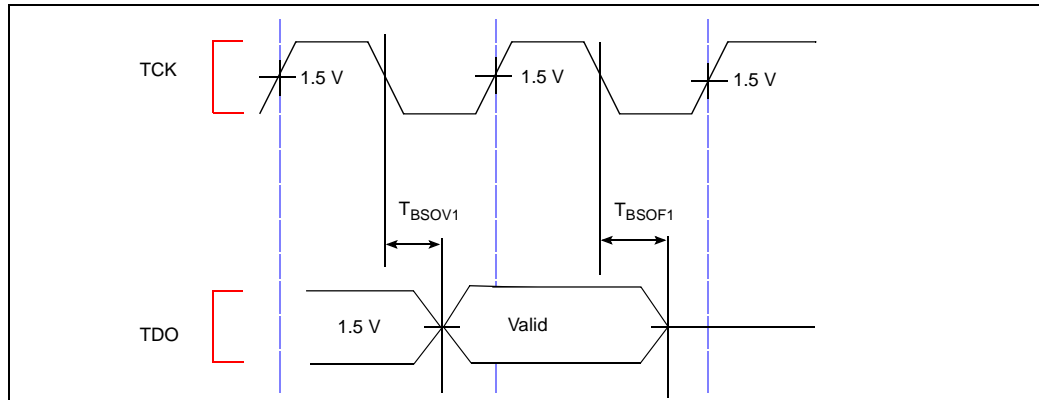 TCK
1.5 V
1.5 V
1.5 V
TBSOV1
TBSOF1
TDO
1.5 V
Valid